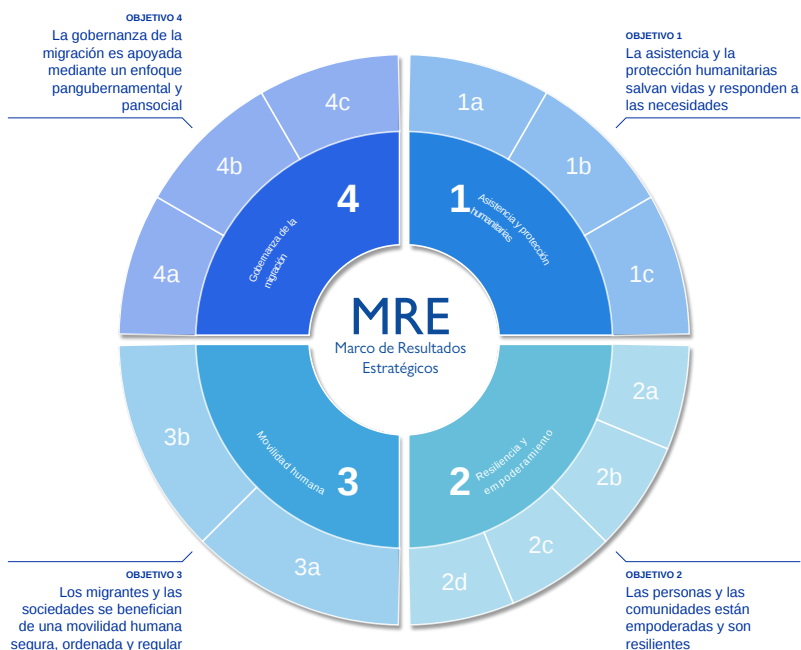 OBJETIVO 4
La gobernanza de la
migración es apoyada
mediante un enfoque
pangubernamental y
pansocial
OBJETIVO 1
La asistencia y la
protección humanitarias
salvan vidas y responden a
las necesidades
4c
1a
4b
1b
4a
1c
4
Gobernanza de la
migración
1
Asistencia y protección
humanitarias
MRE
Marco de Resultados
Estratégicos
3b
3
Movilidad humana
3a
2
Resiliencia y
empoderamiento
2a
2b
2c
2d
OBJETIVO 3
Los migrantes y las
sociedades se benefician
de una movilidad humana
segura, ordenada y regular
OBJETIVO 2
Las personas y las
comunidades están
empoderadas y son
resilientes